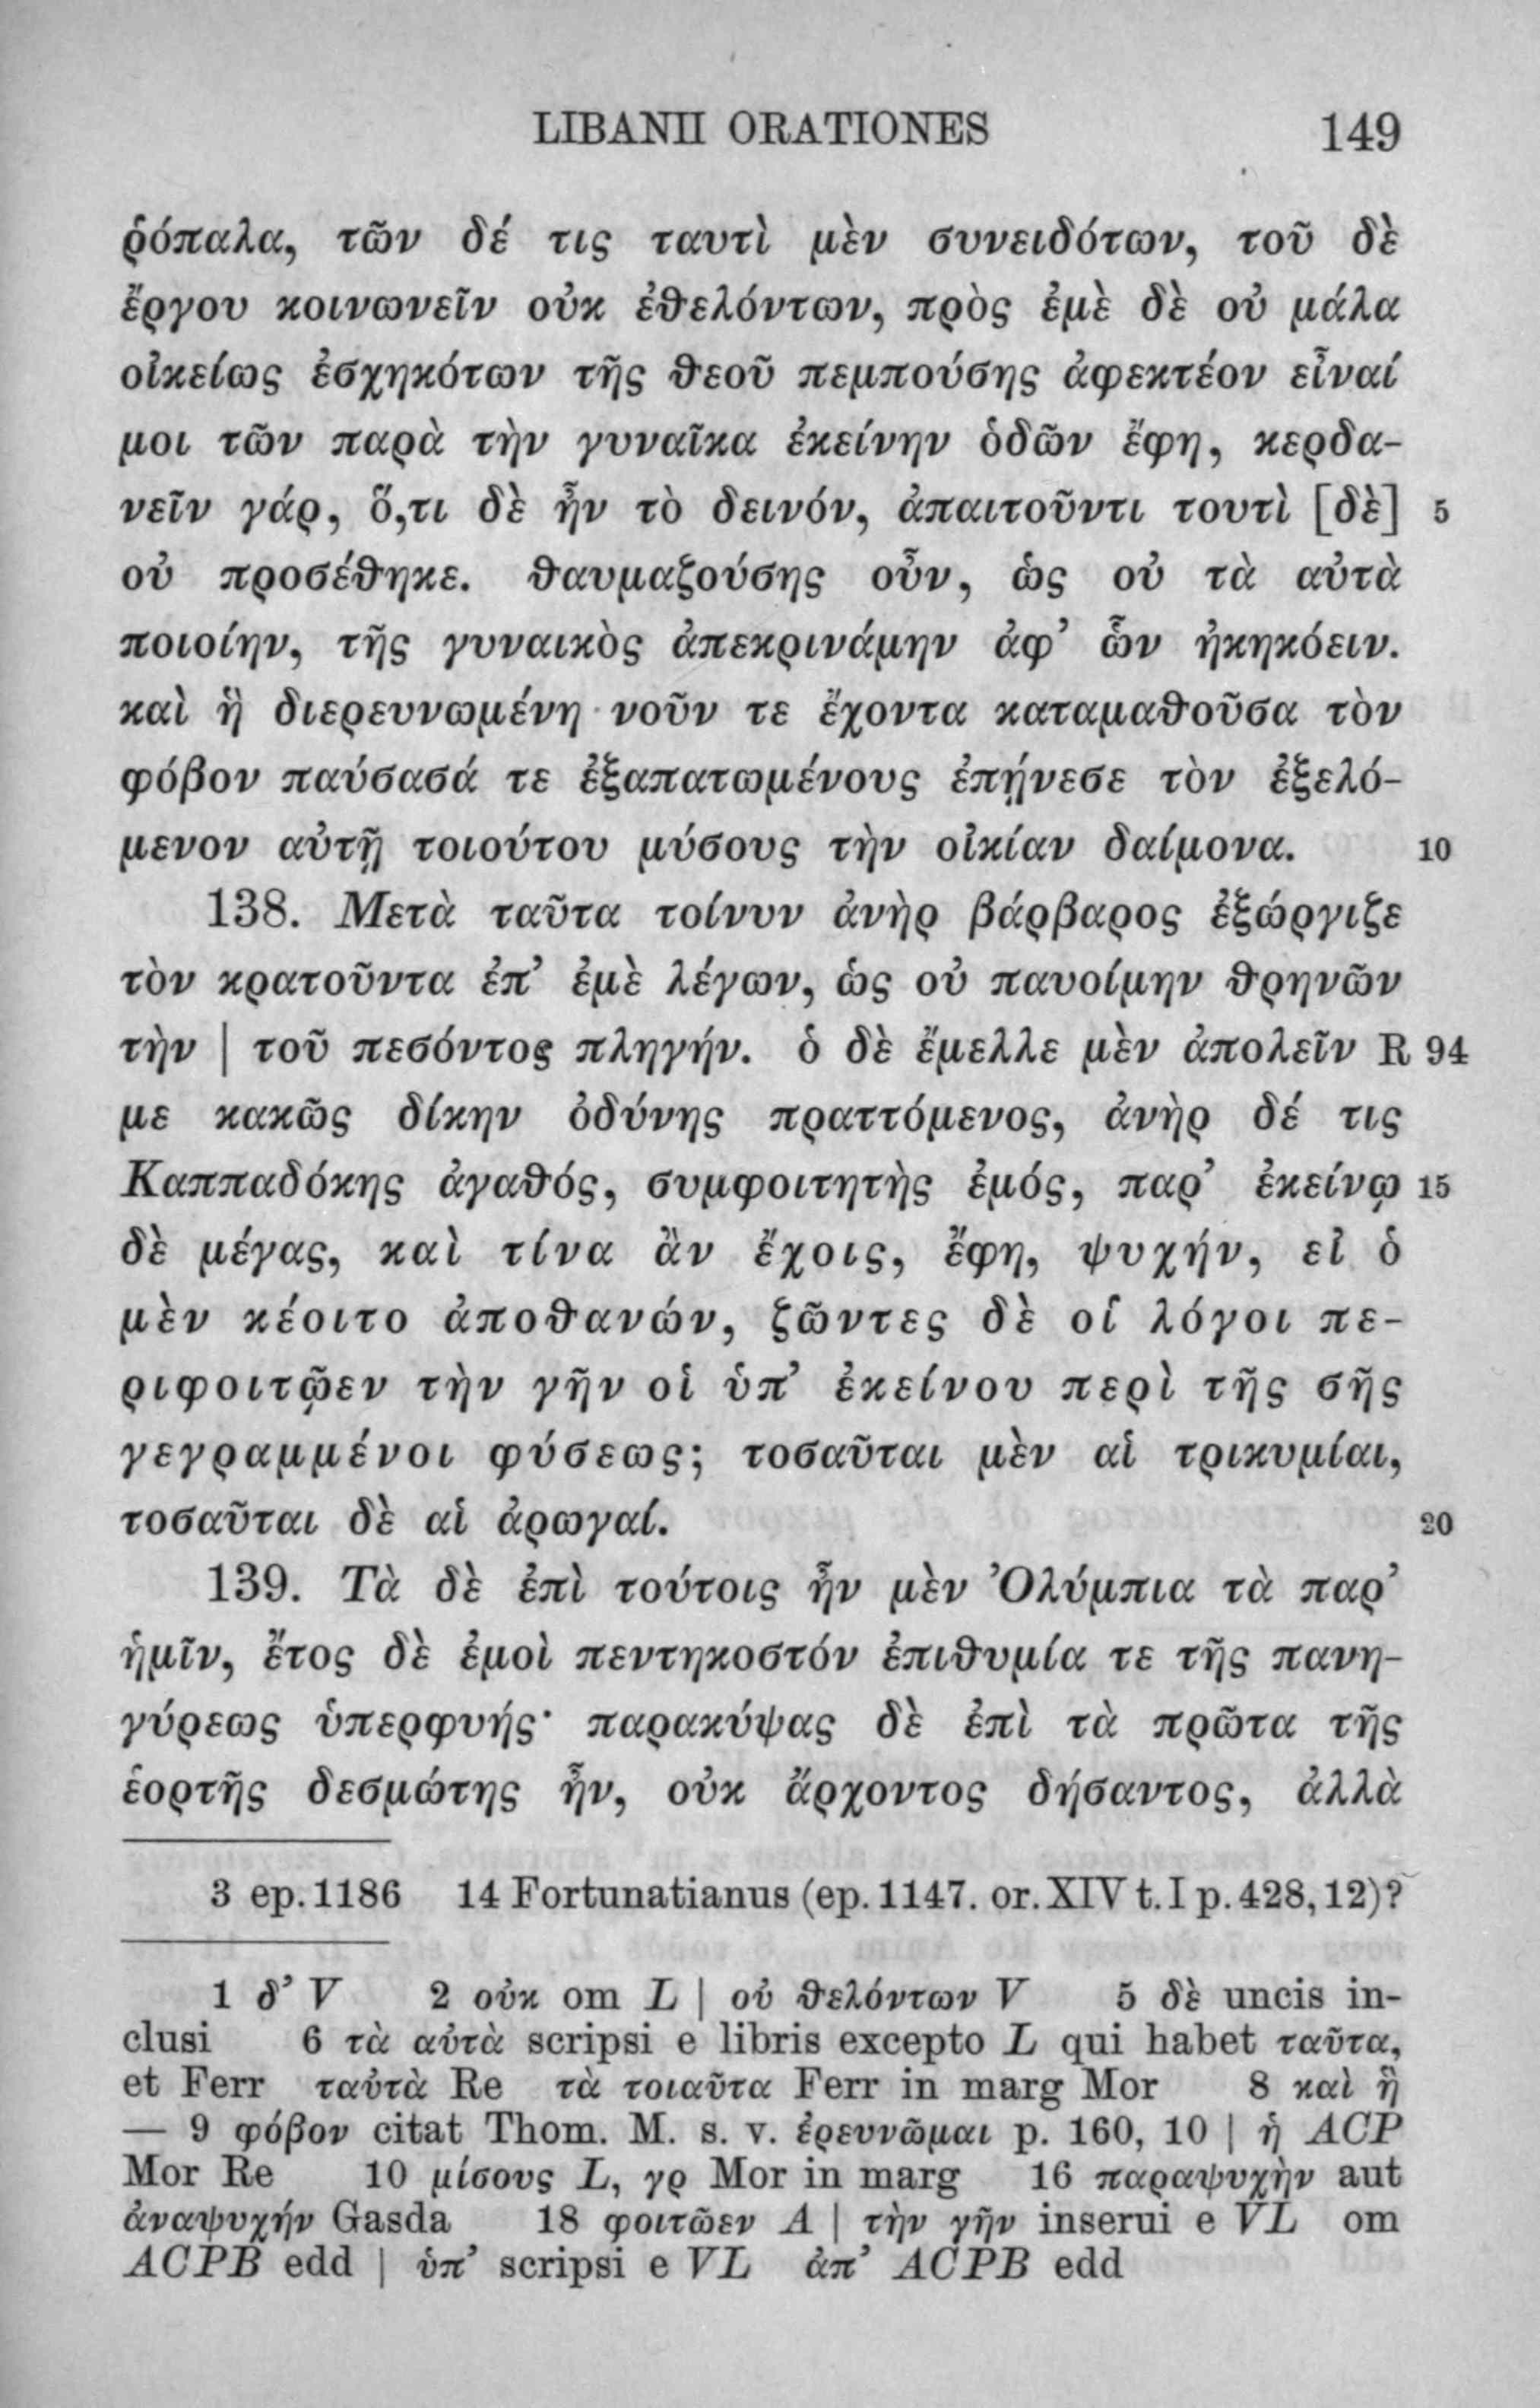 LIBANII ORATIONES 149
ῥόπαλα, τῶν δέ τις ταυτὶ μὲν συνειδότων, τοῦ δὲ
ἔργου κοινωνεῖν οὐκ ἐθελόντων, πρὸς ἐμὲ δὲ οὐ μάλα
οἰκείως ἐσχηκότων τῆς θεοῦ πεμπούσης ἀφεκτέον εἶναί
μοι τῶν παρὰ τὴν γυναῖκα ἐκείνην ὁδῶν ἔφη, κερδα-
νεῖν γάρ, ὅ,τι δὲ ἦν τὸ δεινόν, ἀπαιτοῦντι τουτὶ [δὲ] 5
οὐ προσέθηκε. θαυμαζούσης οὖν, ὡς οὐ τὰ αὐτὰ
ποιοίην, τῆς γυναικὸς ἀπεκρινάμην ἀφ’ ὧν ἠκηκόειν.
καὶ ἣ διερευνωμένη νοῦν τε ἔχοντα καταμαθοῦσα τὸν
φόβον παύσασά τε ἐξαπατωμένους ἐπῄνεσε τὸν ἐξελό-
μενον αὐτῇ τοιούτου μύσους τὴν οἰκίαν δαίμονα. 10
138. Μετὰ ταῦτα τοίνυν ἀνὴρ βάρβαρος ἐξώργιζε
τὸν κρατοῦντα ἐπ’ ἐμὲ λέγων, ὡς οὐ παυοίμην θρηνῶν
τὴν | τοῦ πεσόντος πληγήν. ὁ δὲ ἔμελλε μὲν ἀπολεῖν R 94
με κακῶς δίκην ὀδύνης πραττόμενος, ἀνὴρ δέ τις
Καππαδόκης ἀγαθός, συμφοιτητὴς ἐμός, παρ’ ἐκείνῳ 15
δὲ μέγας, καὶ τίνα ἂν ἔχοις, ἔφη, ψυχήν, εἰ ὁ
μὲν κέοιτο ἀποθανών, ζῶντες δὲ οἱ λόγοι πε-
ριφοιτῷεν τὴν γῆν οἱ ὑπ’ ἐκείνου περὶ τῆς σῆς
γεγραμμένοι φύσεως; τοσαῦται μὲν αἱ τρικυμίαι,
τοσαῦται δὲ αἱ ἀρωγαί. 20
139. Τὰ δὲ ἐπὶ τούτοις ἦν μὲν Ὀλύμπια τὰ παρ’
ἡμῖν, ἔτος δὲ ἐμοὶ πεντηκοστόν ἐπιθυμία τε τῆς πανη-
γύρεως ὑπερφυής· παρακύψας δὲ ἐπὶ τὰ πρῶτα τῆς
ἑορτῆς δεσμώτης ἦν, οὐκ ἄρχοντος δήσαντος, ἀλλὰ
3 ep. 1186 14 Fortunatianus (ep. 1147. or. XIV t. I p. 428, 12)?
1 δ’ V 2 οὐκ om L | οὐ θελόντων V 5 δὲ uncis in-
clusi 6 τὰ αὐτὰ scripsi e libris excepto L qui habet ταῦτα,
et Ferr ταὐτὰ Re τὰ τοιαῦτα Ferr in marg Mor 8 καὶ ἣ
— 9 φόβον citat Thom. M. s. v. ἐρευνῶμαι p. 160, 10 | ἡ ACP
Mor Re 10 μίσους L, γρ Mor in marg 16 παραψυχὴν aut
ἀναψυχήν Gasda 18 φοιτῶεν A | τὴν γῆν inserui e VL om
ACPB edd | ὑπ’ scripsi e VL ἀπ’ ACPB edd